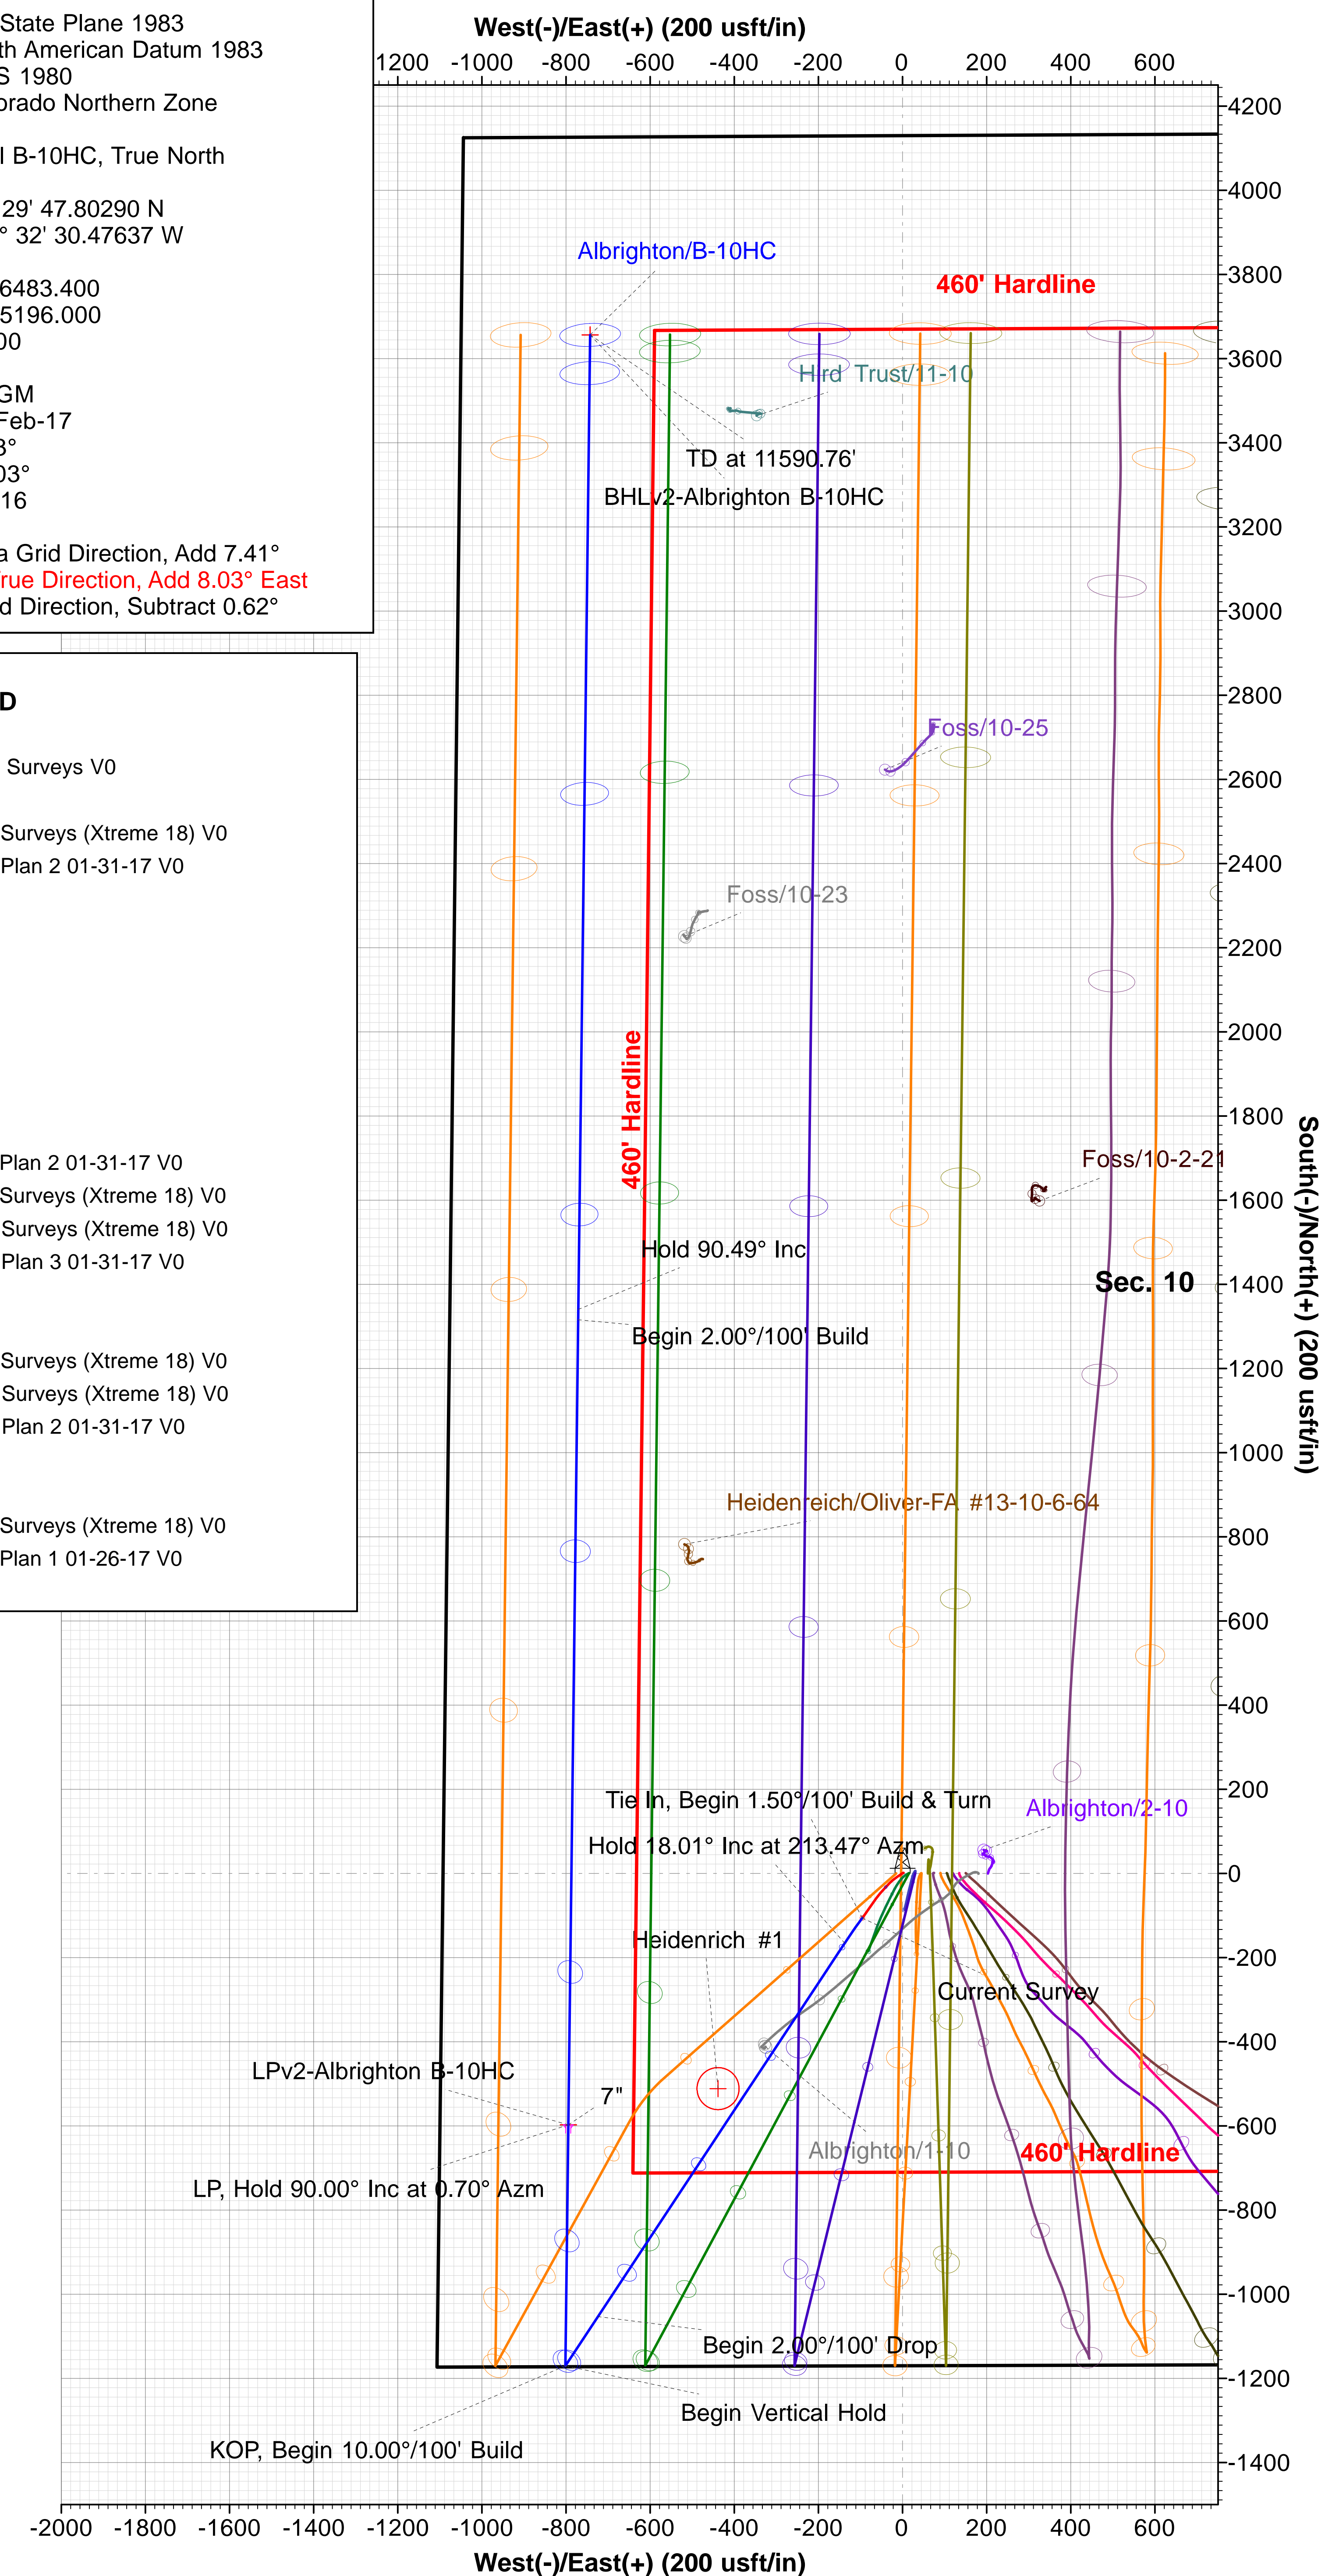 State Plane 1983
th American Datum 1983
S 1980
orado Northern Zone
l B-10HC, True North
29' 47.80290 N
° 32' 30.47637 W
6483.400
5196.000
00
GM
Feb-17
3°
03°
16
a Grid Direction, Add 7.41°
True Direction, Add 8.03° East
d Direction, Subtract 0.62°
D
Surveys V0
Surveys (Xtreme 18) V0
Plan 2 01-31-17 V0
Plan 2 01-31-17 V0
Surveys (Xtreme 18) V0
Surveys (Xtreme 18) V0
Plan 3 01-31-17 V0
Surveys (Xtreme 18) V0
Surveys (Xtreme 18) V0
Plan 2 01-31-17 V0
Surveys (Xtreme 18) V0
Plan 1 01-26-17 V0
West(-)/East(+) (200 usft/in)
1200 -1000 -800 -600 -400 -200 0 200 400 600
4200
4000
3800
3600
3400
3200
3000
2800
2600
2400
2200
2000
1800
1600
1400
1200
1000
800
600
400
200
0
-200
-400
-600
-800
-1000
-1200
-1400
South(-)/North(+) (200 usft/in)
Albrighton/B-10HC
460' Hardline
Hird Trust/11-10
TD at 11590.76'
BHLv2-Albrighton B-10HC
Foss/10-25
Foss/10-23
460' Hardline
Foss/10-2-21
Hold 90.49° Inc
Sec. 10
Begin 2.00°/100' Build
Heidenreich/Oliver-FA #13-10-6-64
Tie In, Begin 1.50°/100' Build & Turn
Albrighton/2-10
Hold 18.01° Inc at 213.47° Azm
Heidenrich #1
Current Survey
LPv2-Albrighton B-10HC
7"
Albrighton/1-10
460' Hardline
LP, Hold 90.00° Inc at 0.70° Azm
Begin 2.00°/100' Drop
Begin Vertical Hold
KOP, Begin 10.00°/100' Build
-2000 -1800 -1600 -1400 -1200 -1000 -800 -600 -400 -200 0 200 400 600
West(-)/East(+) (200 usft/in)